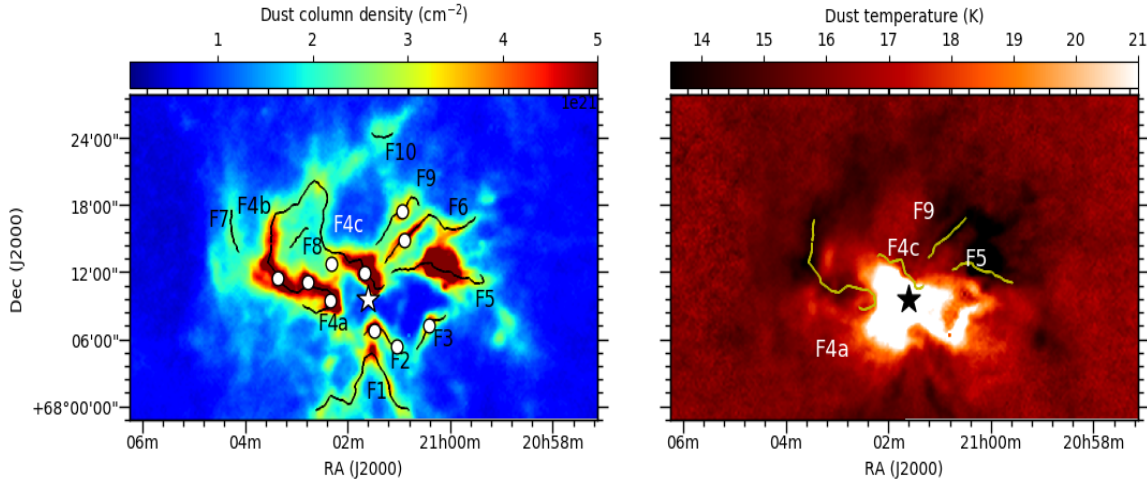 Dust column density (cm⁻²)
1 2 3 4 5
1e21
24'00"
18'00"
12'00"
06'00"
+68°00'00"
Dec (J2000)
F10
F9
F4b
F7
F4c
F6
F8
F5
F4a
F3
F2
F1
06m 04m 02m 21h00m 20h58m
RA (J2000)
Dust temperature (K)
14 15 16 17 18 19 20 21
F9
F4c
F5
F4a
06m 04m 02m 21h00m 20h58m
RA (J2000)